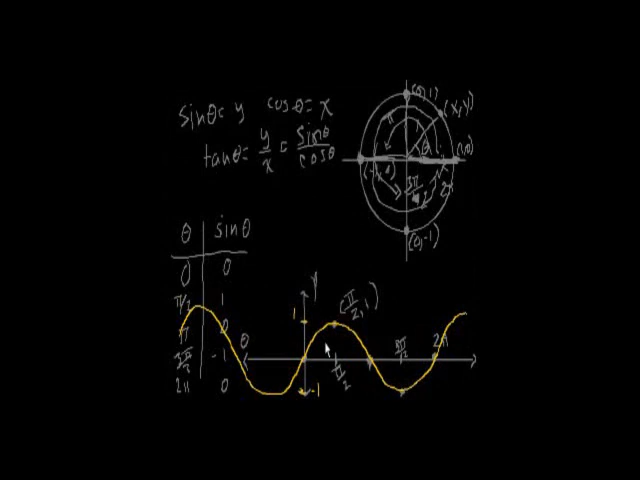 sinθ = y  cosθ = x
tanθ = y/x = sinθ/cosθ
(0,1)
(x,y)
θ
(1,0)
2π
(0,-1)
θ sinθ
0 0
π/2 1
π 0
3π/2 -1
2π 0
y
1
(π/2, 1)
θ
π/2
3π/2
2π
-1